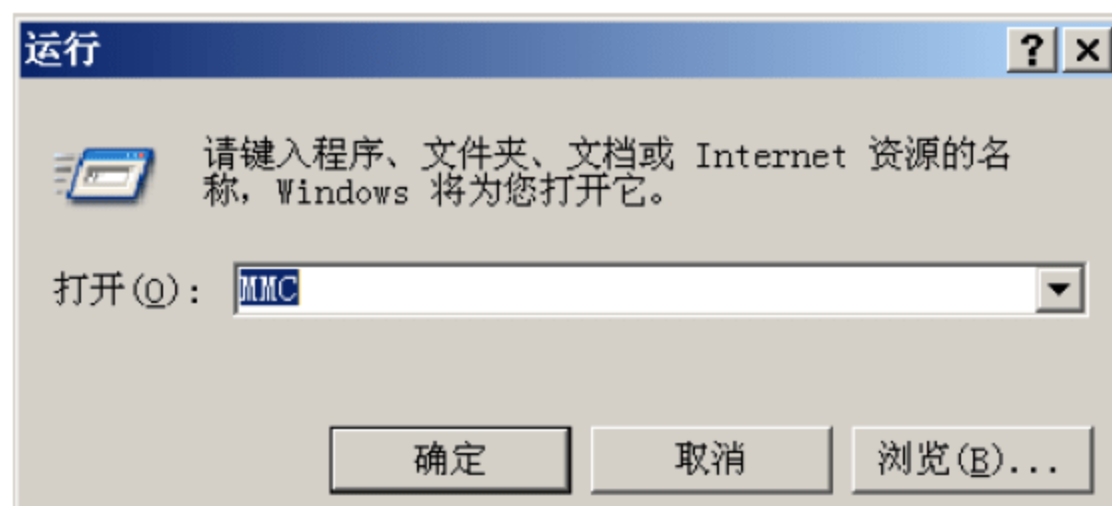 运行
请键入程序、文件夹、文档或 Internet 资源的名
称，Windows 将为您打开它。
打开(O): MMC
确定 取消 浏览(B)...